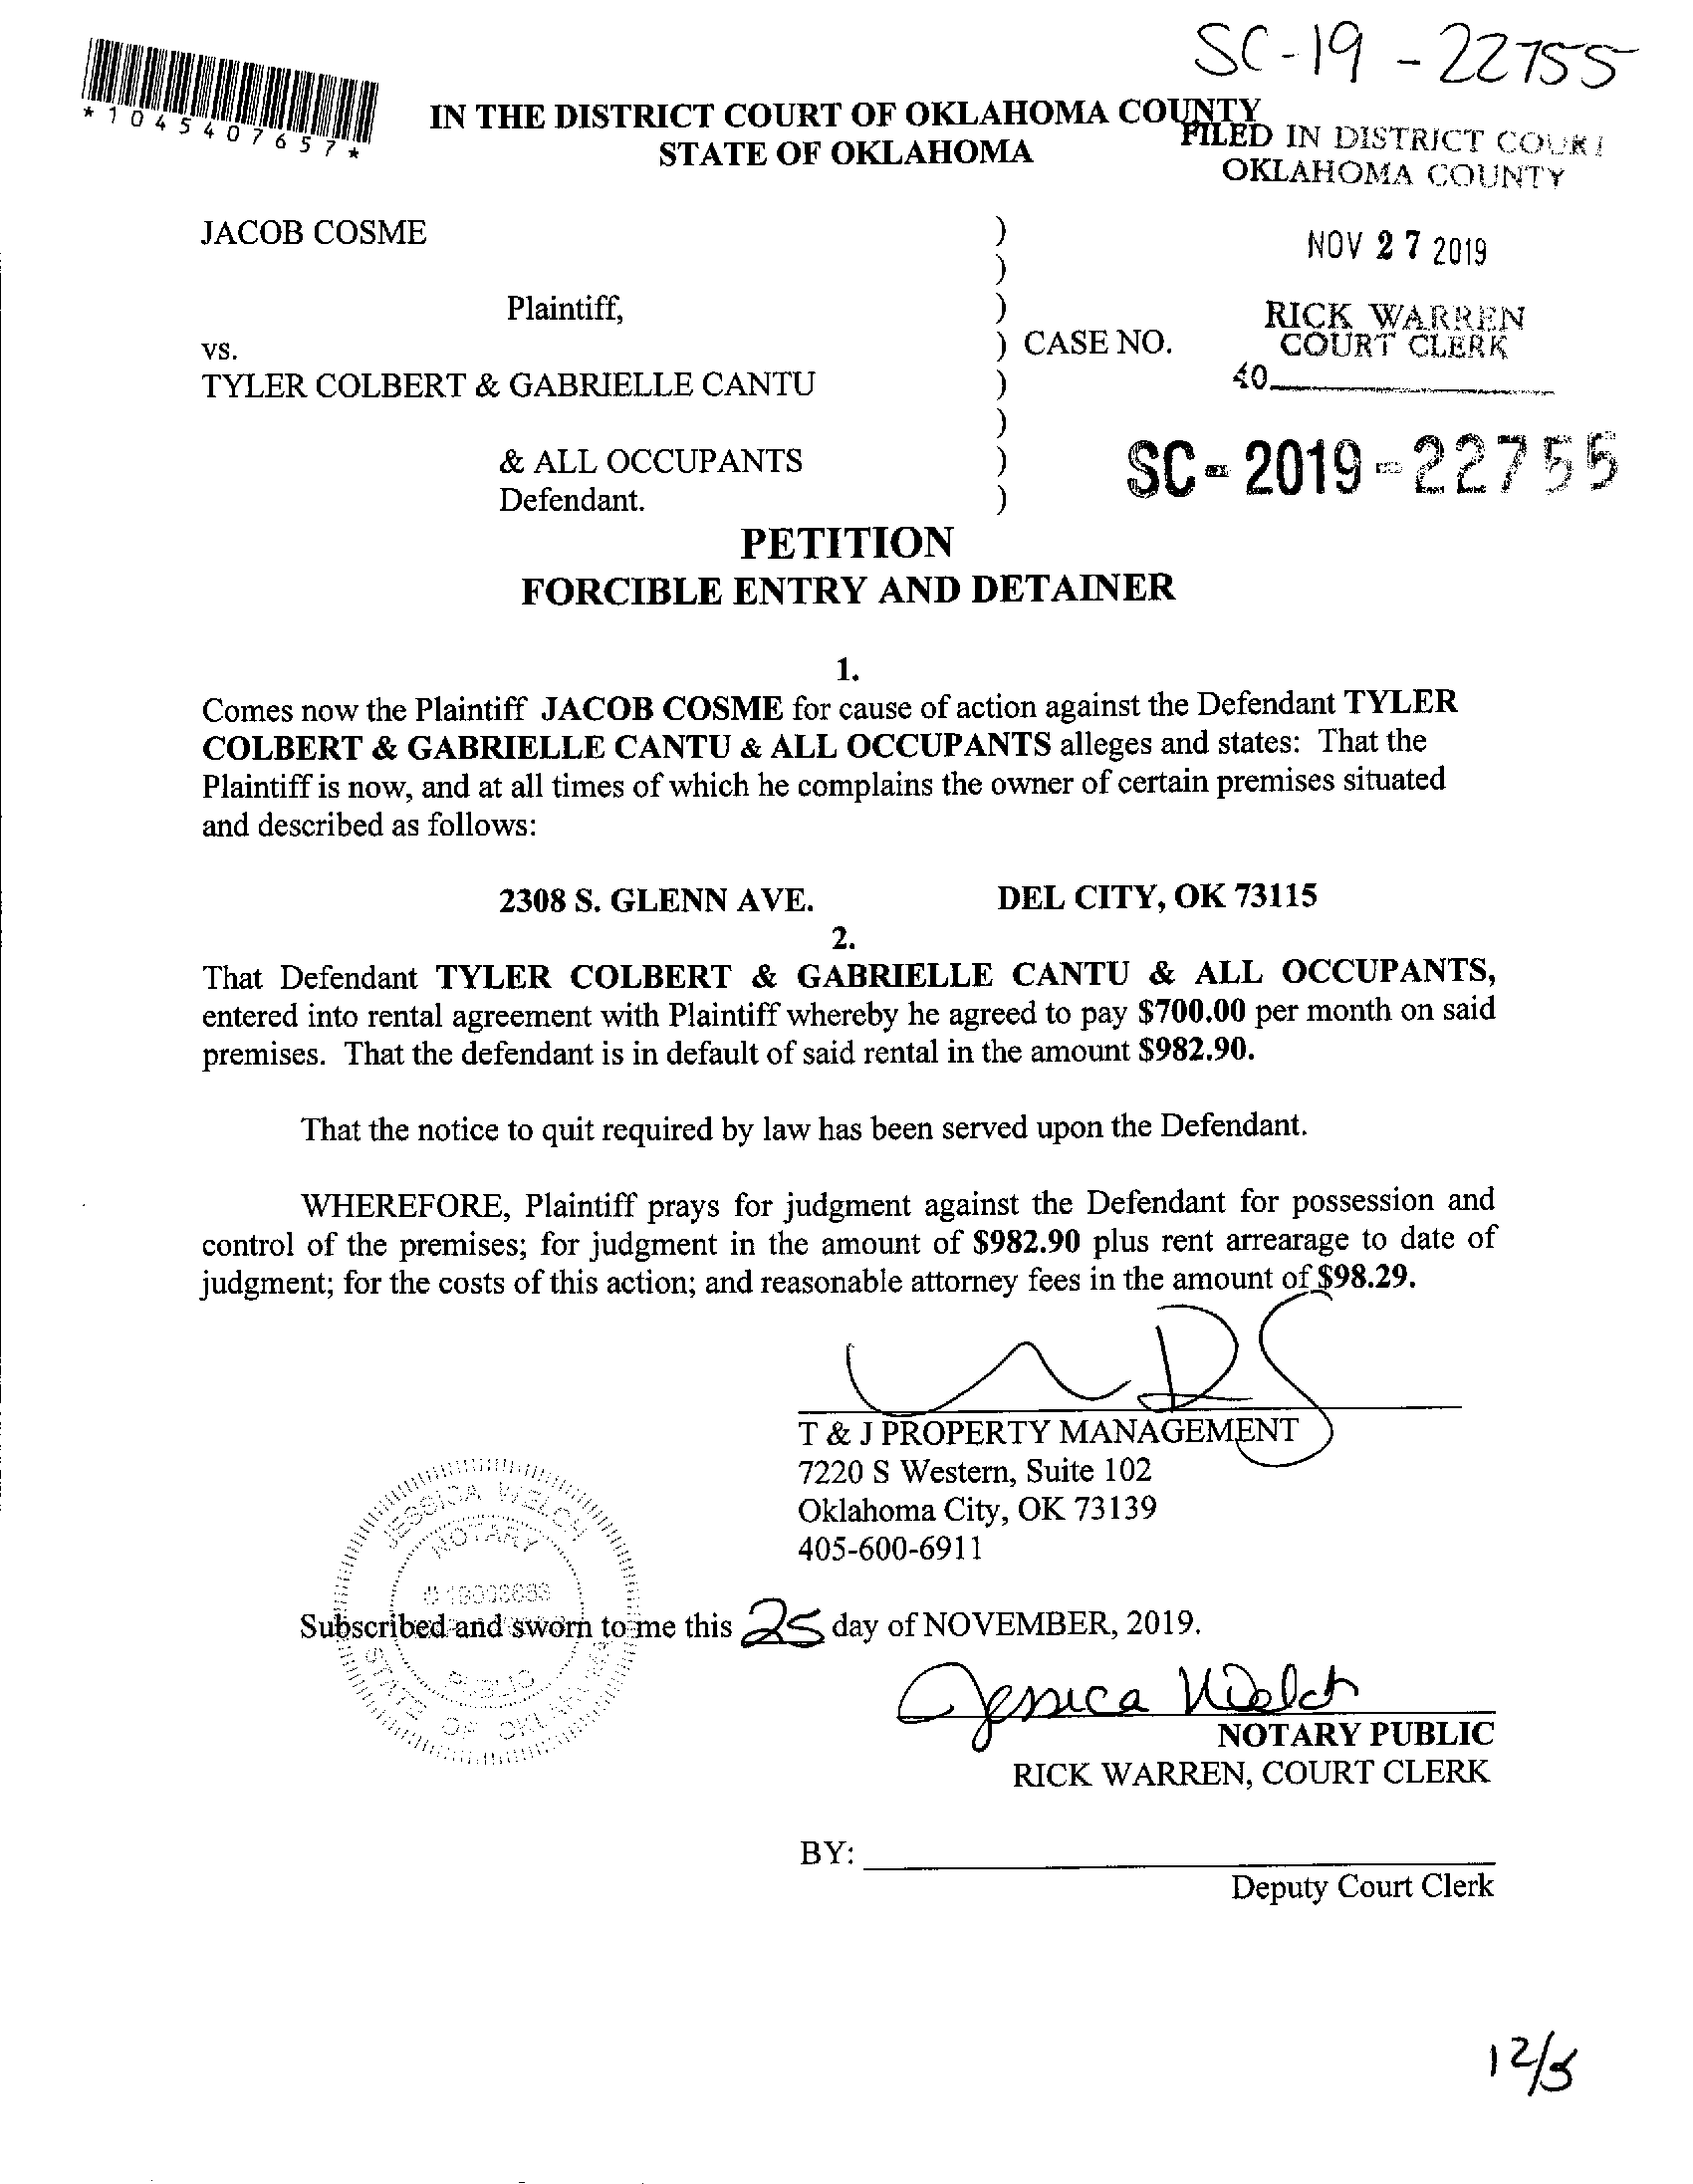 SC-19-22755
*1045407657*
IN THE DISTRICT COURT OF OKLAHOMA COUNTY
STATE OF OKLAHOMA
FILED IN DISTRICT COURT
OKLAHOMA COUNTY
JACOB COSME )
NOV 27 2019
)
Plaintiff, )
RICK WARREN
COURT CLERK
vs. ) CASE NO.
TYLER COLBERT & GABRIELLE CANTU )
40
)
& ALL OCCUPANTS )
SC-2019-22755
Defendant. )
PETITION
FORCIBLE ENTRY AND DETAINER
1.
Comes now the Plaintiff JACOB COSME for cause of action against the Defendant TYLER
COLBERT & GABRIELLE CANTU & ALL OCCUPANTS alleges and states: That the
Plaintiff is now, and at all times of which he complains the owner of certain premises situated
and described as follows:
2308 S. GLENN AVE. DEL CITY, OK 73115
2.
That Defendant TYLER COLBERT & GABRIELLE CANTU & ALL OCCUPANTS,
entered into rental agreement with Plaintiff whereby he agreed to pay $700.00 per month on said
premises. That the defendant is in default of said rental in the amount $982.90.
That the notice to quit required by law has been served upon the Defendant.
WHEREFORE, Plaintiff prays for judgment against the Defendant for possession and
control of the premises; for judgment in the amount of $982.90 plus rent arrearage to date of
judgment; for the costs of this action; and reasonable attorney fees in the amount of $98.29.
T & J PROPERTY MANAGEMENT
7220 S Western, Suite 102
Oklahoma City, OK 73139
405-600-6911
JESSICA WELCH
NOTARY
PUBLIC
STATE OF OKLAHOMA
Subscribed and sworn to me this 25 day of NOVEMBER, 2019.
Jessica Welch
NOTARY PUBLIC
RICK WARREN, COURT CLERK
BY:
Deputy Court Clerk
12/3